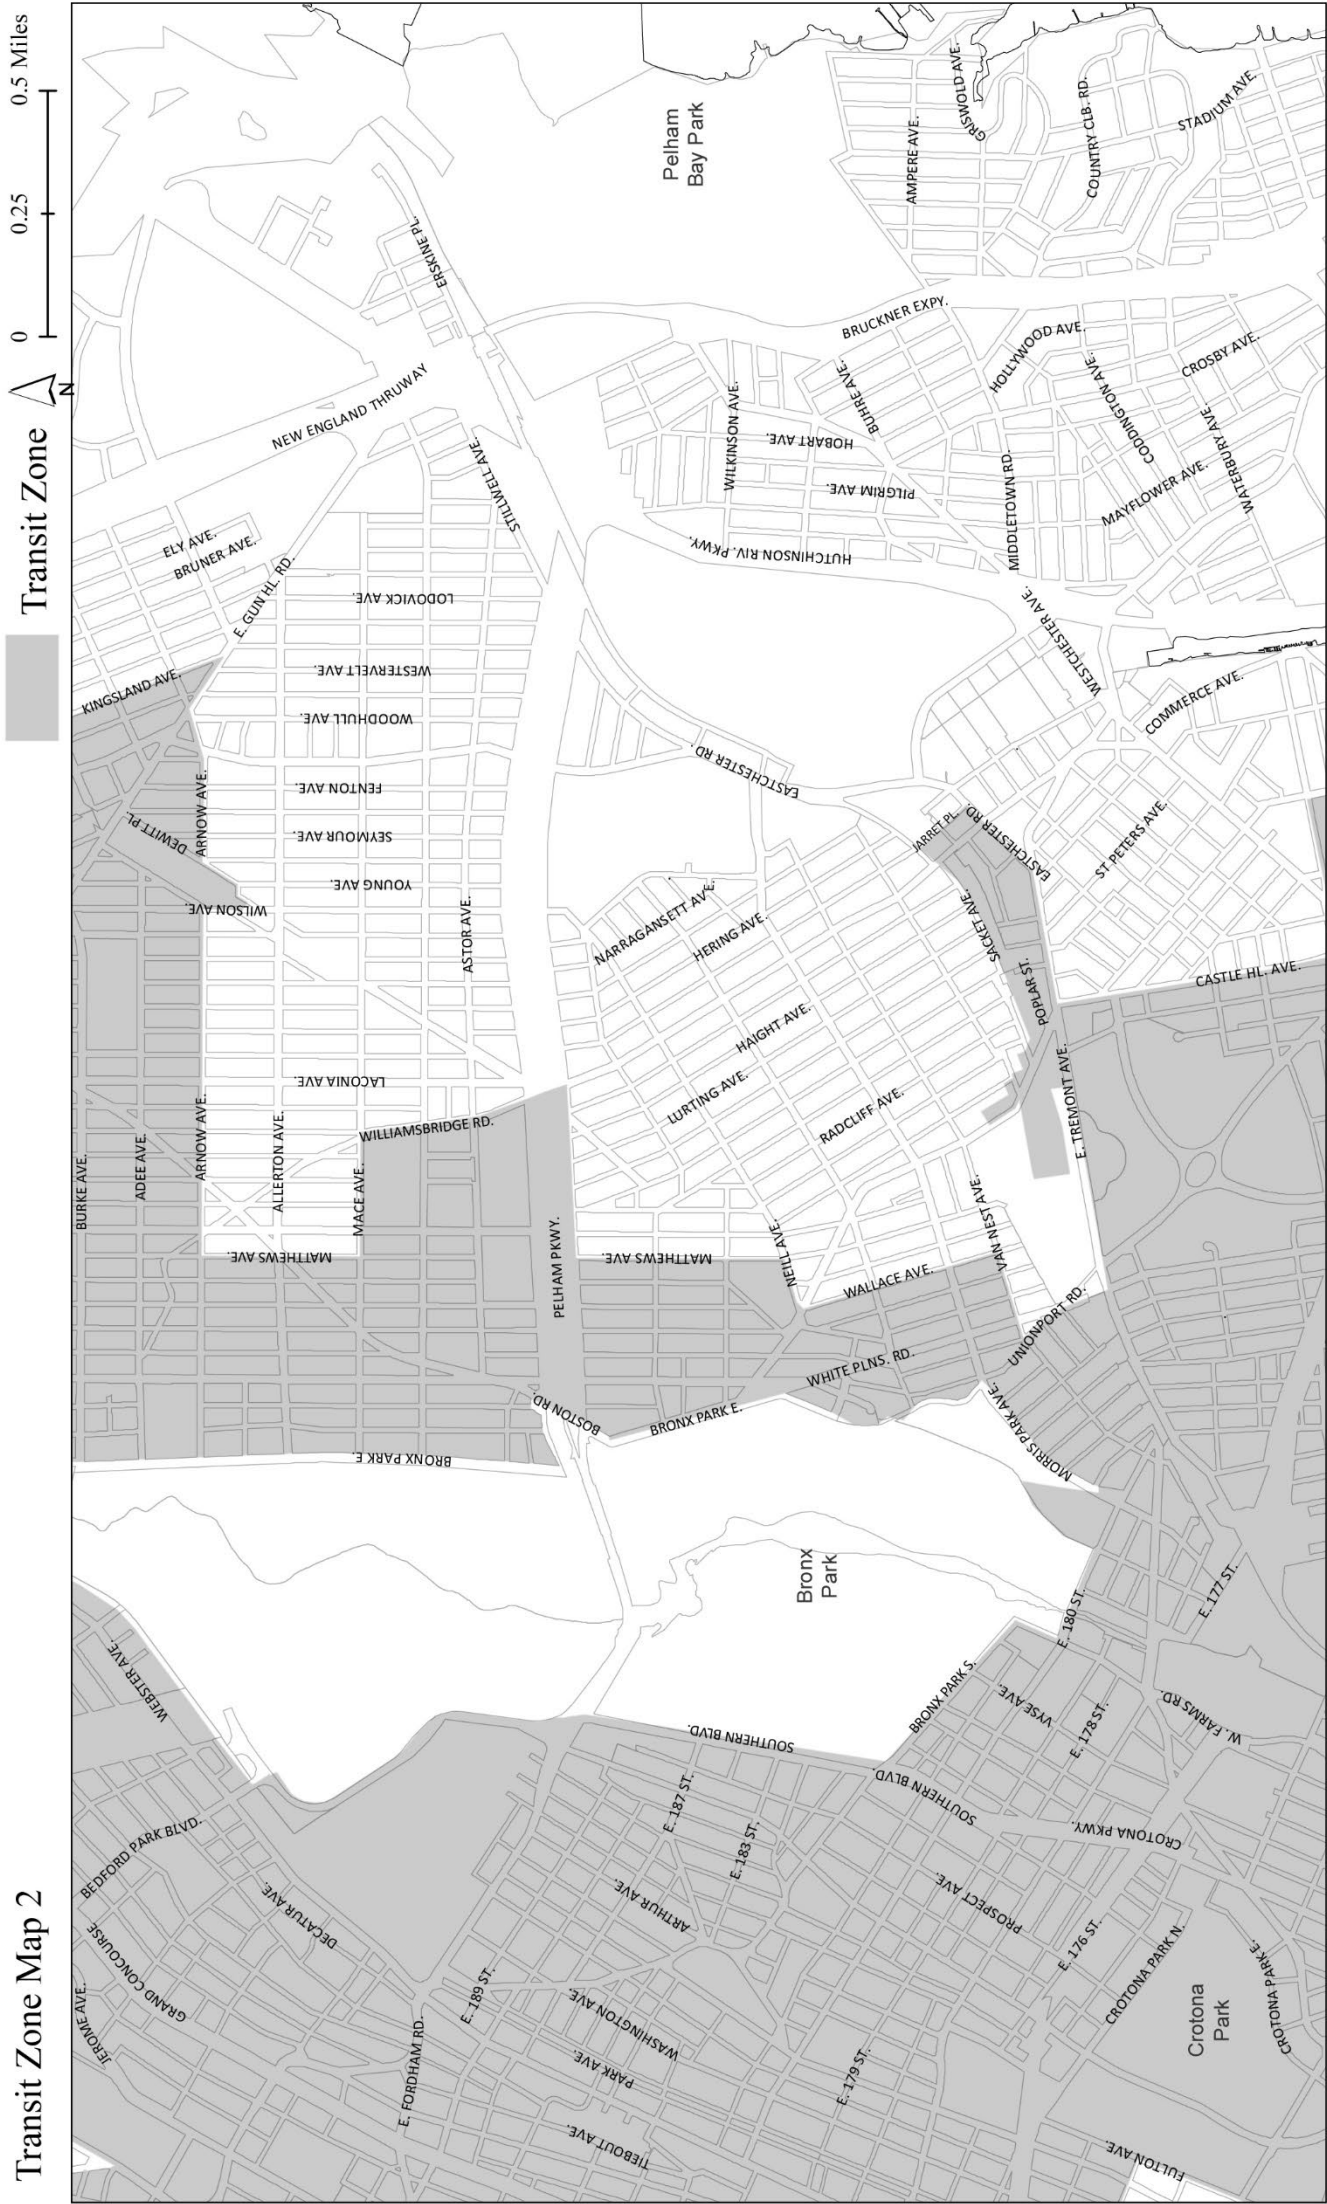 Transit Zone Map 2
Transit Zone
N
0
0.25
0.5 Miles
JEROME AVE.
GRAND CONCOURSE
BEDFORD PARK BLVD.
WEBSTER AVE.
DECATUR AVE.
E. FORDHAM RD.
E. 189 ST.
TIEBOUT AVE.
PARK AVE.
WASHINGTON AVE.
ARTHUR AVE.
E. 187 ST.
E. 183 ST.
SOUTHERN BLVD.
E. 179 ST.
PROSPECT AVE.
SOUTHERN BLVD
BRONX PARK S.
VYSE AVE.
E. 180 ST.
E. 178 ST.
E. 177 ST.
W. FARMS RD.
CROTONA PKWY.
E. 176 ST.
CROTONA PARK N.
Crotona
Park
CROTONA PARK E.
FULTON AVE.
Bronx
Park
BRONX PARK E.
BOSTON RD.
BRONX PARK E.
WHITE PLNS. RD.
MORRIS PARK AVE.
UNIONPORT RD.
WALLACE AVE.
VAN NEST AVE.
NEILL AVE.
MATTHEWS AVE.
MATTHEWS AVE.
PELHAM PKWY.
BURKE AVE.
ADEE AVE.
ARNOW AVE.
ALLERTON AVE.
MACE AVE.
WILLIAMSBRIDGE RD.
LACONIA AVE.
ASTOR AVE.
WILSON AVE.
YOUNG AVE.
SEYMOUR AVE.
FENTON AVE.
WOODHULL AVE.
WESTERVELT AVE.
LODOVICK AVE.
DEWITT PL.
ARNOW AVE.
KINGSLAND AVE.
E. GUN HL. RD.
BRUNER AVE.
ELY AVE.
STILLWELL AVE.
NEW ENGLAND THRUWAY
ERSKINE PL.
LURTING AVE.
RADCLIFF AVE.
HAIGHT AVE.
HERING AVE.
NARRAGANSETT AVE.
EASTCHESTER RD.
SACKET AVE.
POPLAR ST.
JARRET PL.
EASTCHESTER RD.
E. TREMONT AVE.
CASTLE HL. AVE.
ST PETERS AVE.
COMMERCE AVE.
WESTCHESTER AVE.
HUTCHINSON RIV. PKWY.
WILKINSON AVE.
PILGRIM AVE.
HOBART AVE.
BUHRE AVE.
BRUCKNER EXPY.
MIDDLETOWN RD.
HOLLYWOOD AVE.
CODDINGTON AVE.
MAYFLOWER AVE.
WATERBURY AVE.
CROSBY AVE.
Pelham
Bay Park
AMPERE AVE.
GRISWOLD AVE.
COUNTRY CLB. RD.
STADIUM AVE.